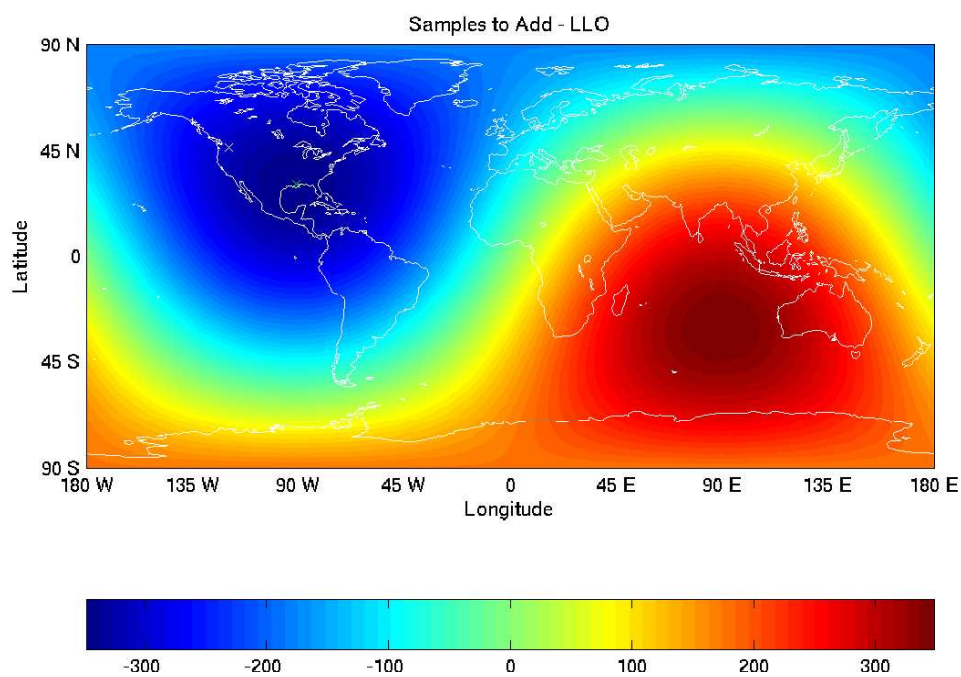 Samples to Add - LLO
90 N
45 N
0
45 S
90 S
Latitude
180 W 135 W 90 W 45 W 0 45 E 90 E 135 E 180 E
Longitude
-300 -200 -100 0 100 200 300